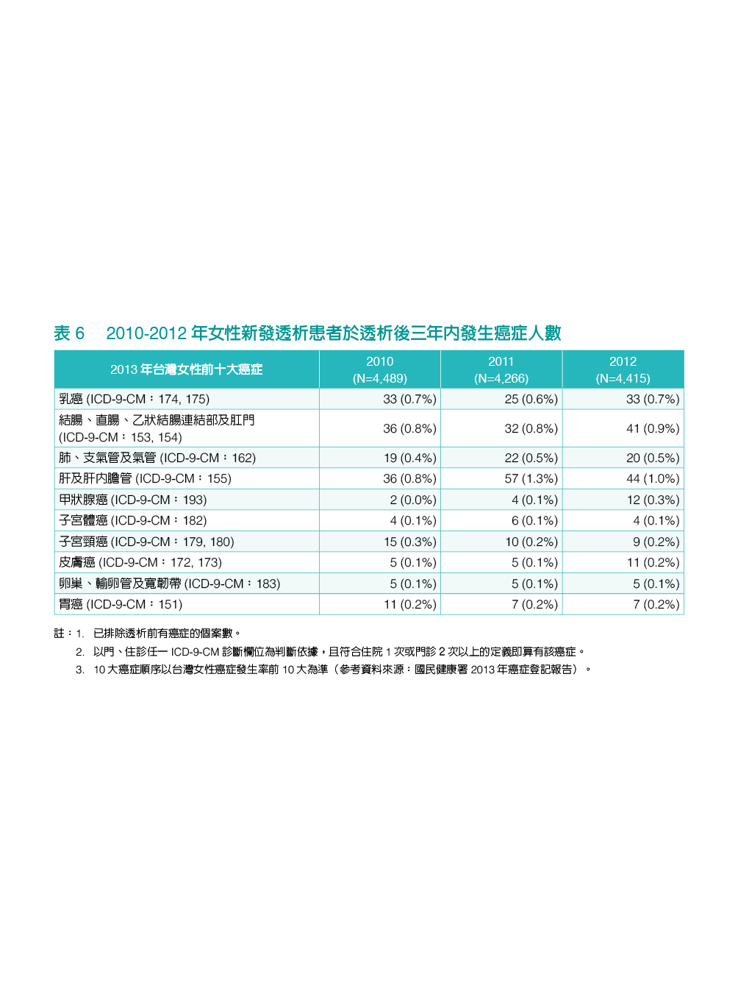 表 6 2010-2012 年女性新發透析患者於透析後三年內發生癌症人數
2013 年台灣女性前十大癌症 2010 (N=4,489) 2011 (N=4,266) 2012 (N=4,415)
乳癌 (ICD-9-CM：174, 175) 33 (0.7%) 25 (0.6%) 33 (0.7%)
結腸、直腸、乙狀結腸連結部及肛門
(ICD-9-CM：153, 154) 36 (0.8%) 32 (0.8%) 41 (0.9%)
肺、支氣管及氣管 (ICD-9-CM：162) 19 (0.4%) 22 (0.5%) 20 (0.5%)
肝及肝内膽管 (ICD-9-CM：155) 36 (0.8%) 57 (1.3%) 44 (1.0%)
甲狀腺癌 (ICD-9-CM：193) 2 (0.0%) 4 (0.1%) 12 (0.3%)
子宮體癌 (ICD-9-CM：182) 4 (0.1%) 6 (0.1%) 4 (0.1%)
子宮頸癌 (ICD-9-CM：179, 180) 15 (0.3%) 10 (0.2%) 9 (0.2%)
皮膚癌 (ICD-9-CM：172, 173) 5 (0.1%) 5 (0.1%) 11 (0.2%)
卵巢、輸卵管及寬韌帶 (ICD-9-CM：183) 5 (0.1%) 5 (0.1%) 5 (0.1%)
胃癌 (ICD-9-CM：151) 11 (0.2%) 7 (0.2%) 7 (0.2%)
註：1. 已排除透析前有癌症的個案數。
2. 以門、住診任一 ICD-9-CM 診斷欄位為判斷依據，且符合住院 1 次或門診 2 次以上的定義即算有該癌症。
3. 10 大癌症順序以台灣女性癌症發生率前 10 大為準（參考資料來源：國民健康署 2013 年癌症登記報告）。